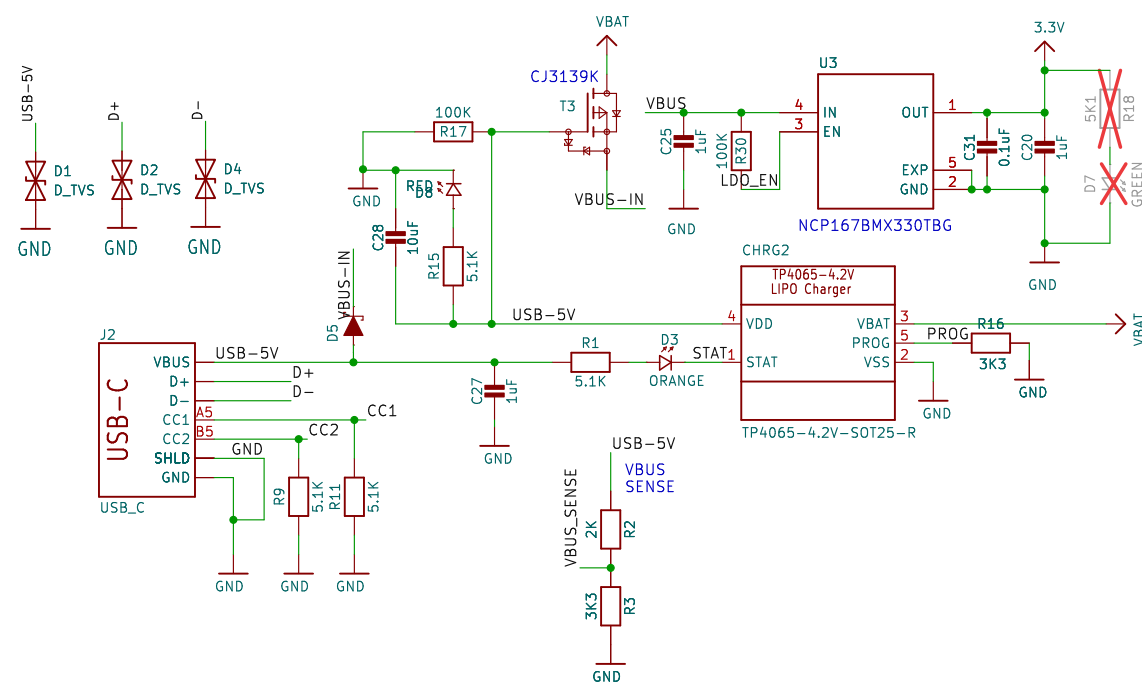 VBAT
3.3V
CJ3139K
T3
U3
USB-5V
D+
D-
100K
R17
VBUS
4 IN
3 EN
OUT 1
EXP 5
GND 2
C25
1uF
100K
R30
LDO_EN
C31
0.1uF
C20
1uF
5K1
R18
D7
GREEN
D1
D_TVS
D2
D_TVS
D4
D_TVS
GND
GND
GND
GND
RED
D8
VBUS-IN
GND
NCP167BMX330TBG
C28
10uF
R15
5.1K
VBUS-IN
D5
GND
CHRG2
TP4065-4.2V
LIPO Charger
USB-5V
4 VDD
STAT 1 STAT
VBAT 3
PROG 5 PROG
VSS 2
R16
3K3
VBAT
GND
GND
TP4065-4.2V-SOT25-R
J2
USB-C
VBUS USB-5V
D+ D+
D- D-
CC1 A5 CC1
CC2 B5 CC2
SHLD GND
GND
USB_C
R1
5.1K
D3
ORANGE
C27
1uF
GND
R9
5.1K
R11
5.1K
GND
GND
GND
USB-5V
VBUS
SENSE
VBUS_SENSE
2K
R2
3K3
R3
GND